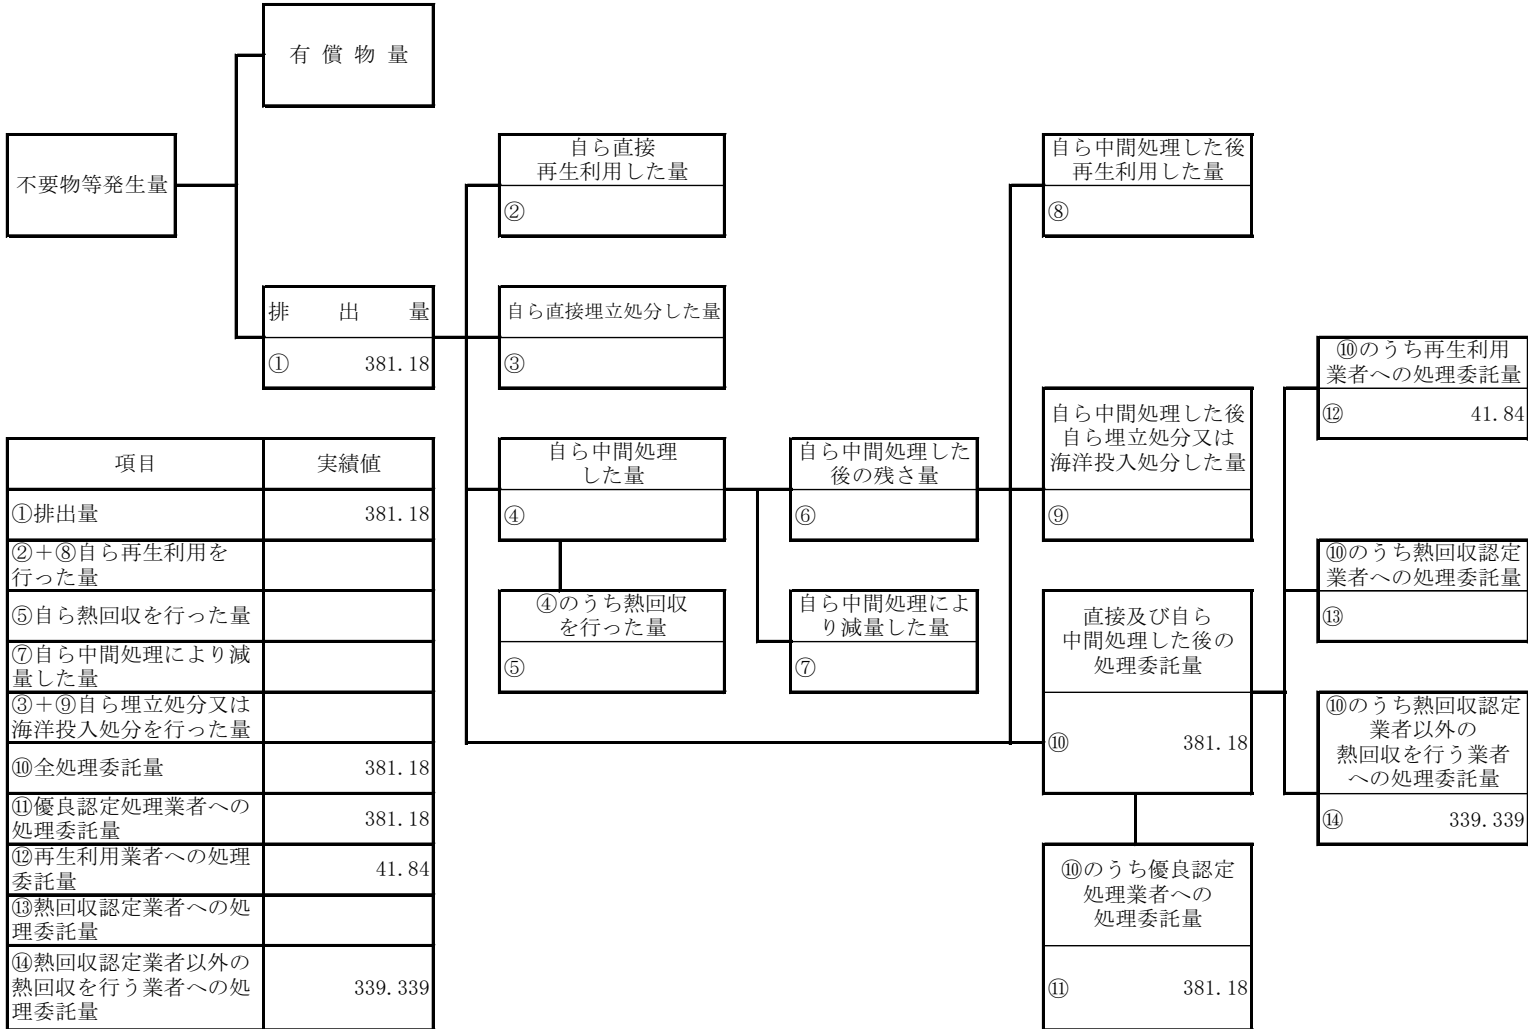 有 償 物 量
不要物等発生量
自ら直接
再生利用した量
②
自ら中間処理した後
再生利用した量
⑧
排 出 量
① 381.18
自ら直接埋立処分した量
③
⑩のうち再生利用
業者への処理委託量
⑫ 41.84
自ら中間処理
した量
④
自ら中間処理した
後の残さ量
⑥
自ら中間処理した後
自ら埋立処分又は
海洋投入処分した量
⑨
⑩のうち熱回収認定
業者への処理委託量
⑬
④のうち熱回収
を行った量
⑤
自ら中間処理によ
り減量した量
⑦
直接及び自ら
中間処理した後の
処理委託量
⑩ 381.18
⑩のうち熱回収認定
業者以外の
熱回収を行う業者
への処理委託量
⑭ 339.339
⑩のうち優良認定
処理業者への
処理委託量
⑪ 381.18
項目 実績値
①排出量 381.18
②＋⑧自ら再生利用を
行った量
⑤自ら熱回収を行った量
⑦自ら中間処理により減
量した量
③＋⑨自ら埋立処分又は
海洋投入処分を行った量
⑩全処理委託量 381.18
⑪優良認定処理業者への
処理委託量 381.18
⑫再生利用業者への処理
委託量 41.84
⑬熱回収認定業者への処
理委託量
⑭熱回収認定業者以外の
熱回収を行う業者への処 339.339
理委託量